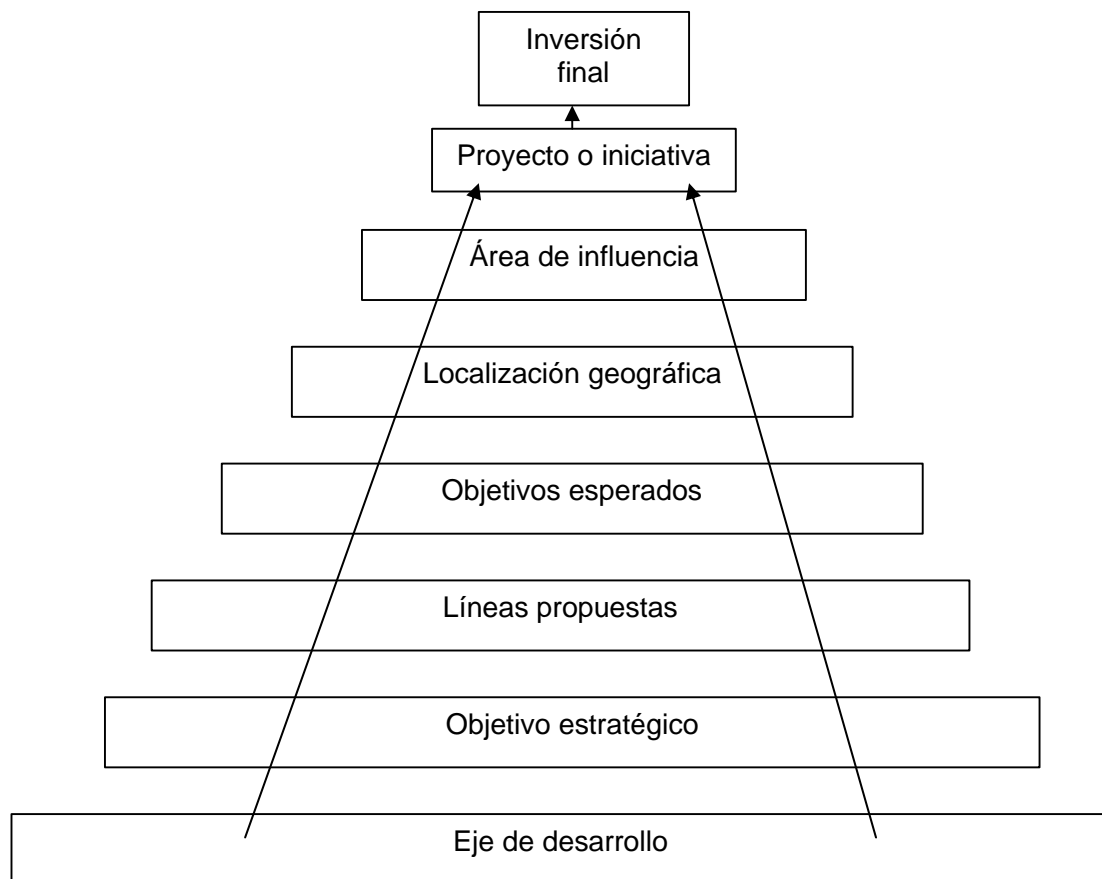 Inversión
final
Proyecto o iniciativa
Área de influencia
Localización geográfica
Objetivos esperados
Líneas propuestas
Objetivo estratégico
Eje de desarrollo